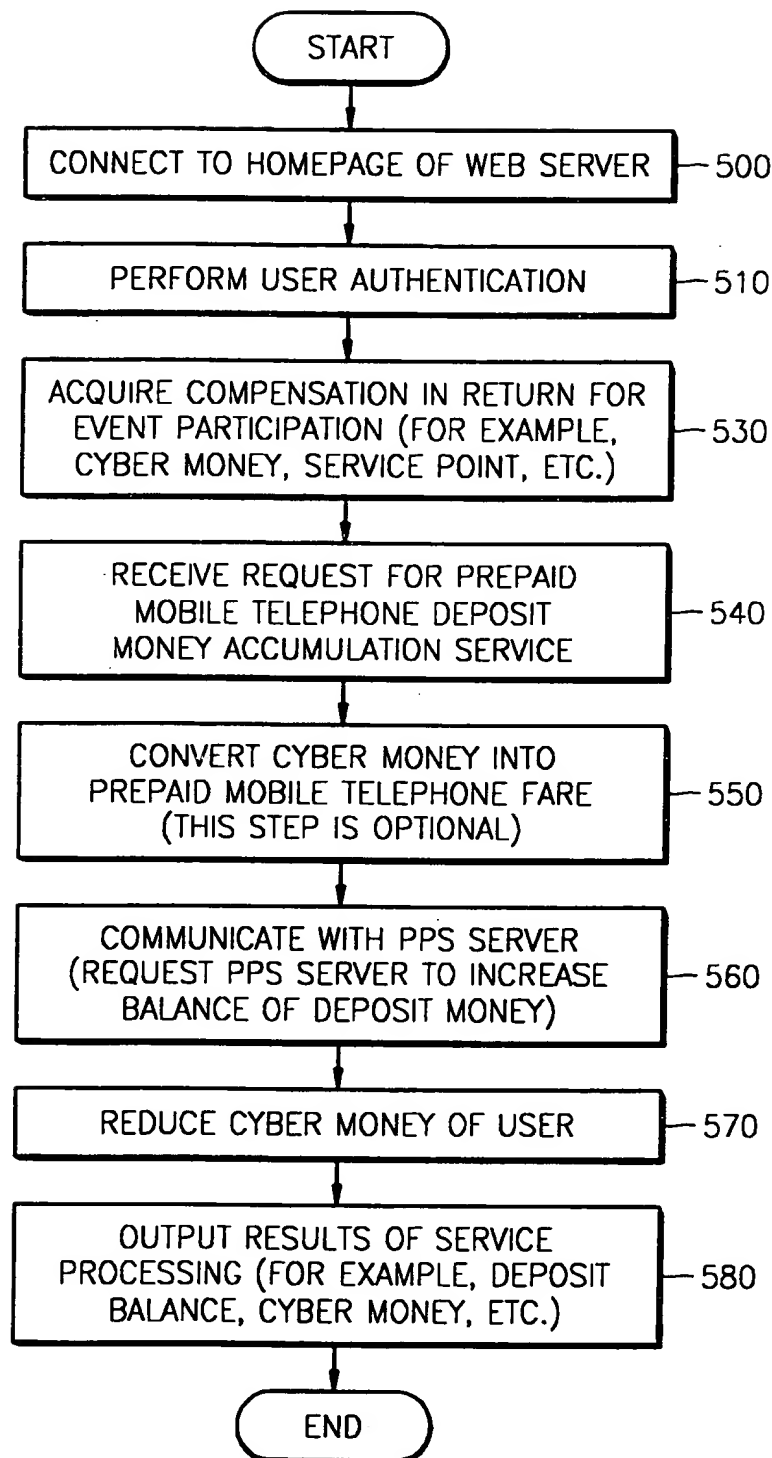 START
CONNECT TO HOMEPAGE OF WEB SERVER
500
PERFORM USER AUTHENTICATION
510
ACQUIRE COMPENSATION IN RETURN FOR
EVENT PARTICIPATION (FOR EXAMPLE,
CYBER MONEY, SERVICE POINT, ETC.)
530
RECEIVE REQUEST FOR PREPAID
MOBILE TELEPHONE DEPOSIT
MONEY ACCUMULATION SERVICE
540
CONVERT CYBER MONEY INTO
PREPAID MOBILE TELEPHONE FARE
(THIS STEP IS OPTIONAL)
550
COMMUNICATE WITH PPS SERVER
(REQUEST PPS SERVER TO INCREASE
BALANCE OF DEPOSIT MONEY)
560
REDUCE CYBER MONEY OF USER
570
OUTPUT RESULTS OF SERVICE
PROCESSING (FOR EXAMPLE, DEPOSIT
BALANCE, CYBER MONEY, ETC.)
580
END